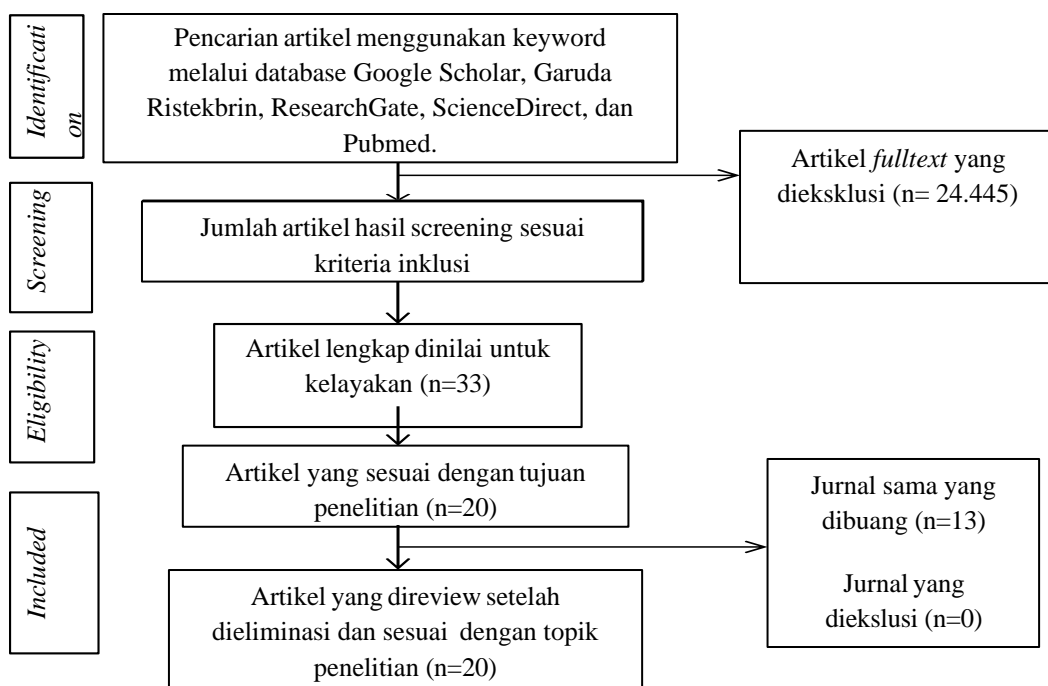 Identificati
on
Pencarian artikel menggunakan keyword
melalui database Google Scholar, Garuda
Ristekbrin, ResearchGate, ScienceDirect, dan
Pubmed.
Artikel fulltext yang
dieksklusi (n= 24.445)
Screening
Jumlah artikel hasil screening sesuai
kriteria inklusi
Eligibility
Artikel lengkap dinilai untuk
kelayakan (n=33)
Artikel yang sesuai dengan tujuan
penelitian (n=20)
Jurnal sama yang
dibuang (n=13)
Jurnal yang
diekslusi (n=0)
Included
Artikel yang direview setelah
dieliminasi dan sesuai dengan topik
penelitian (n=20)